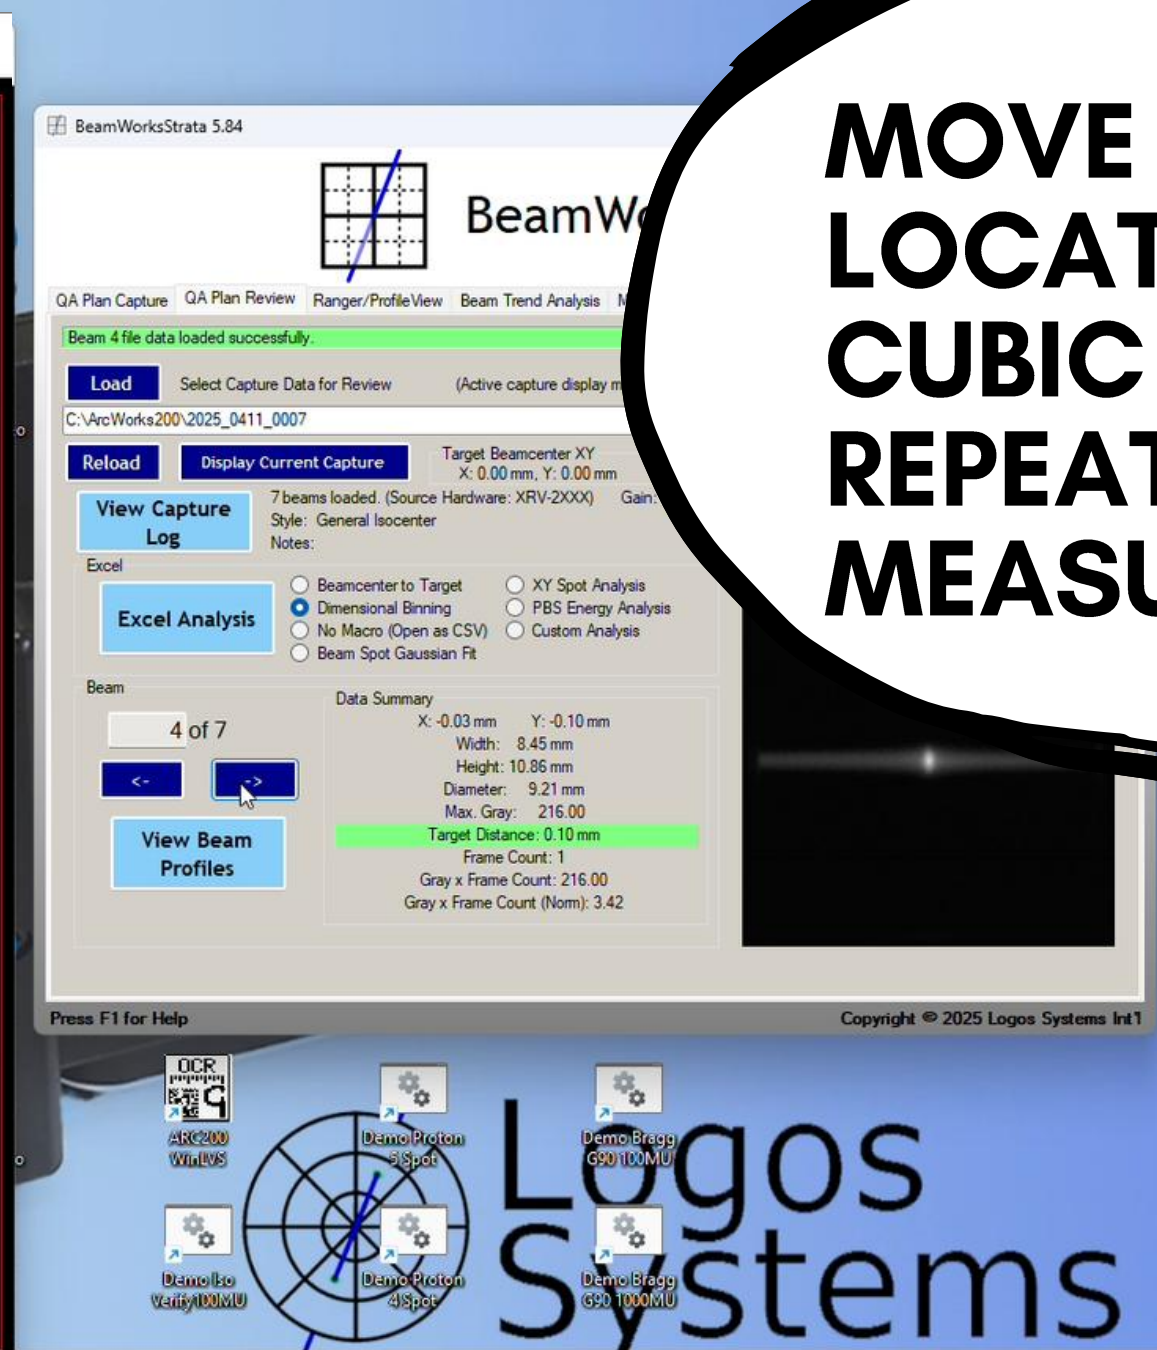 BeamWorksStrata 5.84
MOVE
LOCAT
CUBIC
REPEAT
MEASU
BeamWo
QA Plan Capture
QA Plan Review
Ranger/ProfileView
Beam Trend Analysis
Beam 4 file data loaded successfully.
Load
Select Capture Data for Review
(Active capture display m
C:\ArcWorks200\2025_0411_0007
Reload
Display Current Capture
Target Beamcenter XY
X: 0.00 mm, Y: 0.00 mm
View Capture
Log
7 beams loaded. (Source Hardware: XRV-2XXX) Gain:
Style: General Isocenter
Notes:
Excel
Excel Analysis
Beamcenter to Target
XY Spot Analysis
Dimensional Binning
PBS Energy Analysis
No Macro (Open as CSV)
Custom Analysis
Beam Spot Gaussian Fit
Beam
4 of 7
<-
->
View Beam
Profiles
Data Summary
X: -0.03 mm Y: -0.10 mm
Width: 8.45 mm
Height: 10.86 mm
Diameter: 9.21 mm
Max. Gray: 216.00
Target Distance: 0.10 mm
Frame Count: 1
Gray x Frame Count: 216.00
Gray x Frame Count (Norm): 3.42
Press F1 for Help
Copyright © 2025 Logos Systems Int'l
OCR
ARC200
WinLVS
Demo Proton
5 Spot
Demo Bragg
G90 100MU
Demo Iso
Verify100MU
Demo Proton
4 Spot
Demo Bragg
G90 1000MU
Logos
Systems